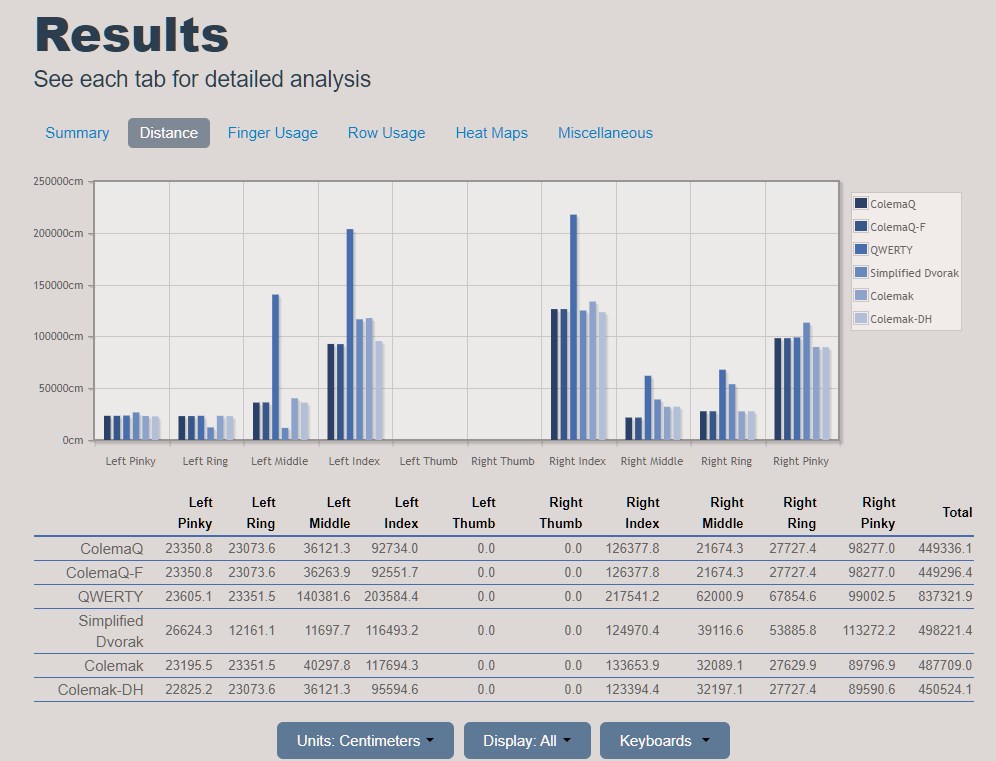 Results
See each tab for detailed analysis
Summary Distance Finger Usage Row Usage Heat Maps Miscellaneous
250000cm
200000cm
150000cm
100000cm
50000cm
0cm
Left Pinky Left Ring Left Middle Left Index Left Thumb Right Thumb Right Index Right Middle Right Ring Right Pinky
ColemaQ
ColemaQ-F
QWERTY
Simplified Dvorak
Colemak
Colemak-DH
Left Pinky Left Ring Left Middle Left Index Left Thumb Right Thumb Right Index Right Middle Right Ring Right Pinky Total
ColemaQ 23350.8 23073.6 36121.3 92734.0 0.0 0.0 126377.8 21674.3 27727.4 98277.0 449336.1
ColemaQ-F 23350.8 23073.6 36263.9 92551.7 0.0 0.0 126377.8 21674.3 27727.4 98277.0 449296.4
QWERTY 23605.1 23351.5 140381.6 203584.4 0.0 0.0 217541.2 62000.9 67854.6 99002.5 837321.9
Simplified Dvorak 26624.3 12161.1 11697.7 116493.2 0.0 0.0 124970.4 39116.6 53885.8 113272.2 498221.4
Colemak 23195.5 23351.5 40297.8 117694.3 0.0 0.0 133653.9 32089.1 27629.9 89796.9 487709.0
Colemak-DH 22825.2 23073.6 36121.3 95594.6 0.0 0.0 123394.4 32197.1 27727.4 89590.6 450524.1
Units: Centimeters Display: All Keyboards